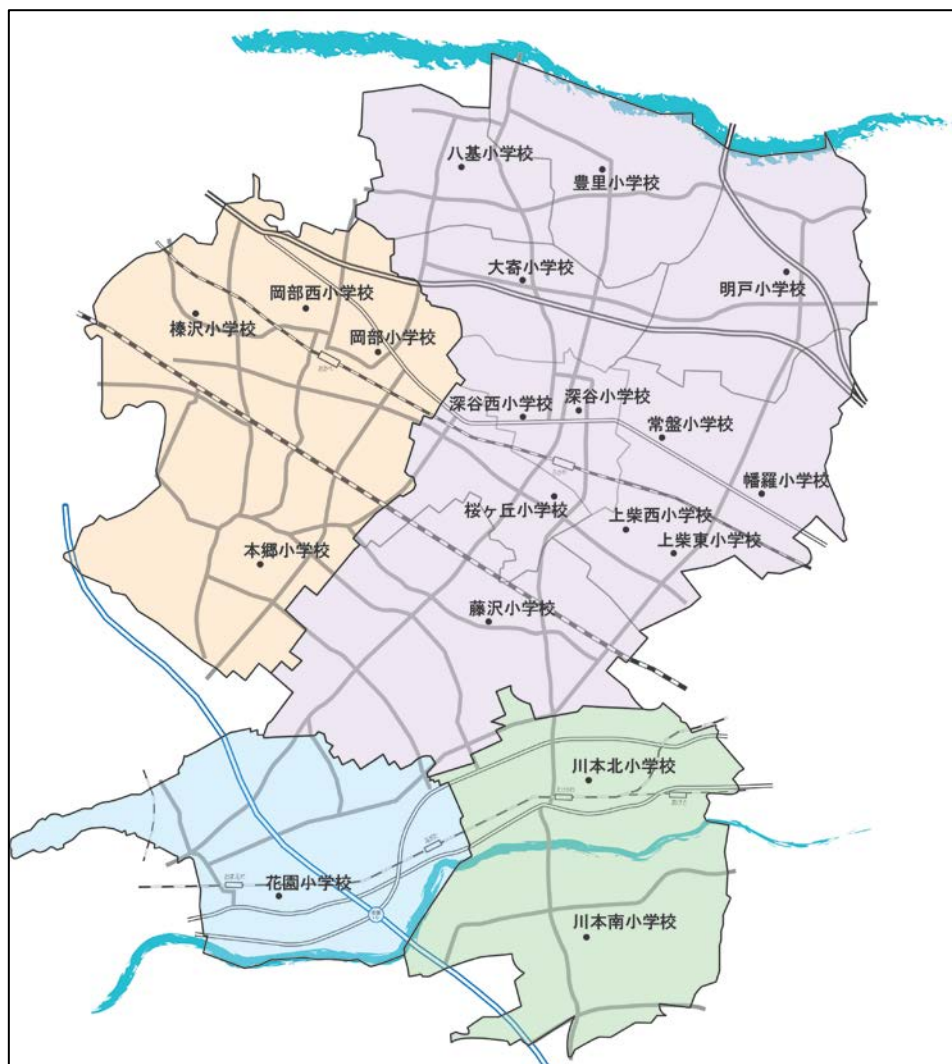 八基小学校
豊里小学校
大寄小学校
明戸小学校
岡部西小学校
榛沢小学校
岡部小学校
深谷西小学校
深谷小学校
常盤小学校
幡羅小学校
桜ヶ丘小学校
上柴西小学校
上柴東小学校
本郷小学校
藤沢小学校
川本北小学校
花園小学校
川本南小学校